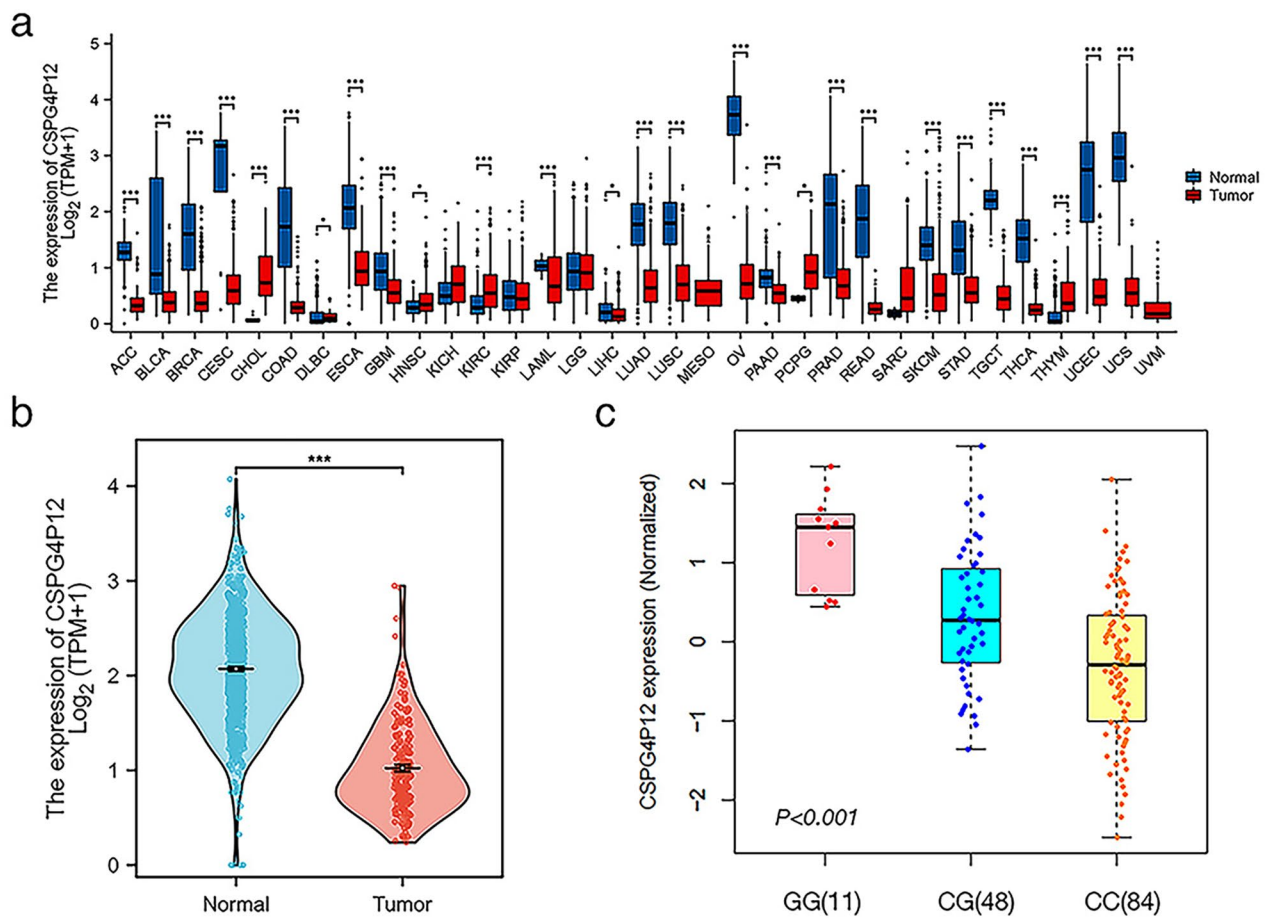 a
The expression of CSPG4P12
Log2 (TPM+1)
5
4
3
2
1
0
*** *** *** *** *** *** * *** *** * *** *** * *** *** *** *** * *** *** *** *** *** *** *** *** ***
Normal
Tumor
ACC BLCA BRCA CESC CHOL COAD DLBC ESCA GBM HNSC KICH KIRC KIRP LAML LGG LIHC LUAD LUSC MESO OV PAAD PCPG PRAD READ SARC SKCM STAD TGCT THCA THYM UCEC UCS UVM
b
The expression of CSPG4P12
Log2 (TPM+1)
4
3
2
1
0
***
Normal Tumor
c
CSPG4P12 expression (Normalized)
2
1
0
−1
−2
P<0.001
GG(11) CG(48) CC(84)